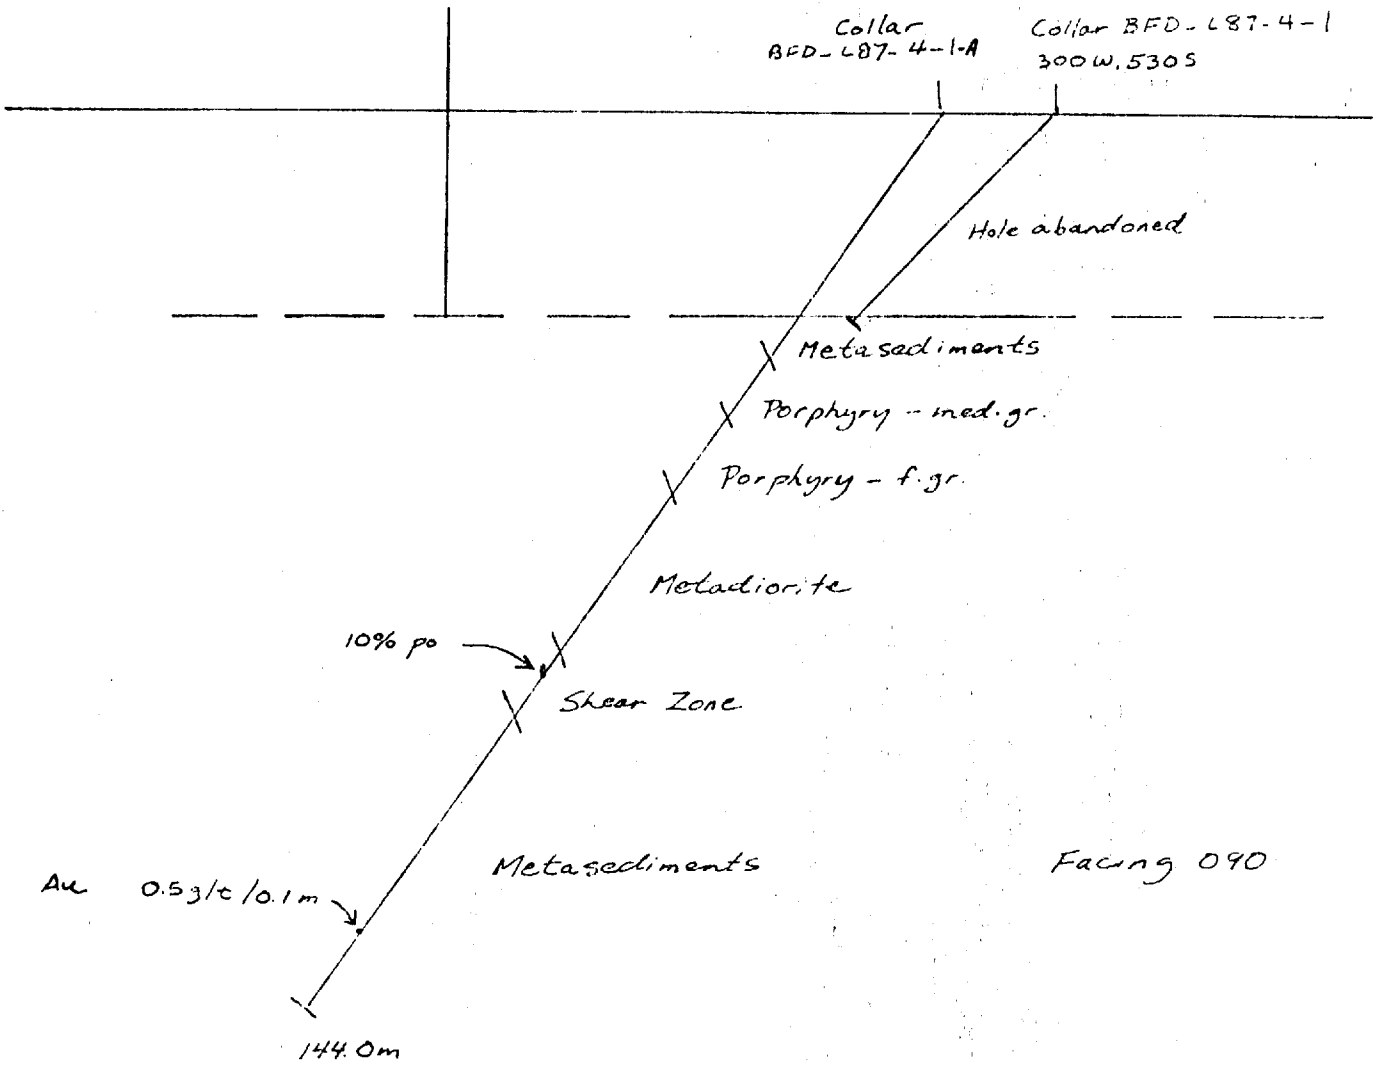 Collar
BFD-L87-4-1-A
Collar BFD-L87-4-1
300W, 530S
Hole abandoned
Metasediments
Porphyry - med. gr.
Porphyry - f. gr.
Metadiorite
10% po
Shear Zone
Metasediments
Facing 090
Au 0.5g/t/0.1m
144.0m